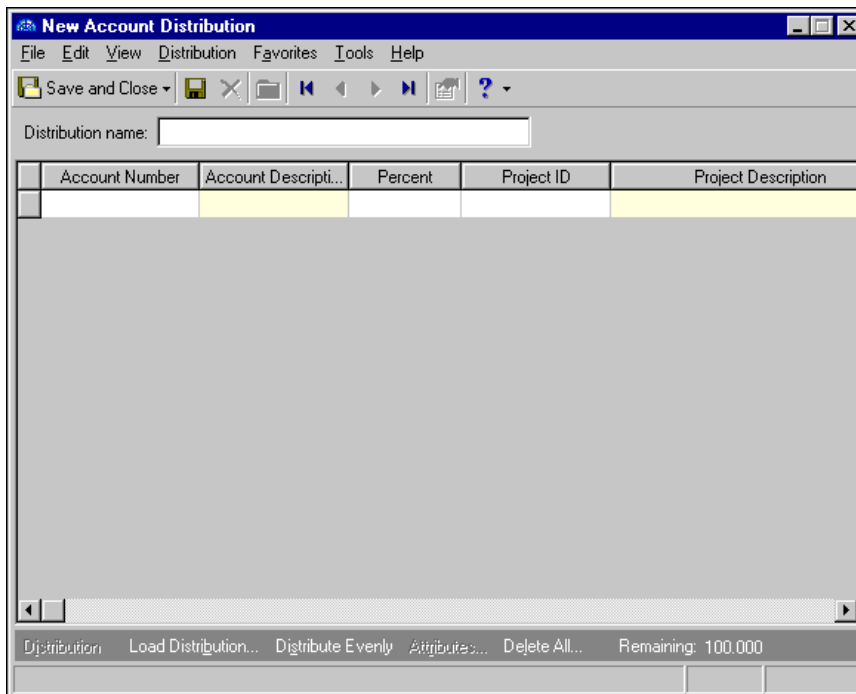 New Account Distribution
File Edit View Distribution Favorites Tools Help
Save and Close ?
Distribution name:
Account Number Account Descripti... Percent Project ID Project Description
Distribution Load Distribution... Distribute Evenly Attributes... Delete All... Remaining: 100.000